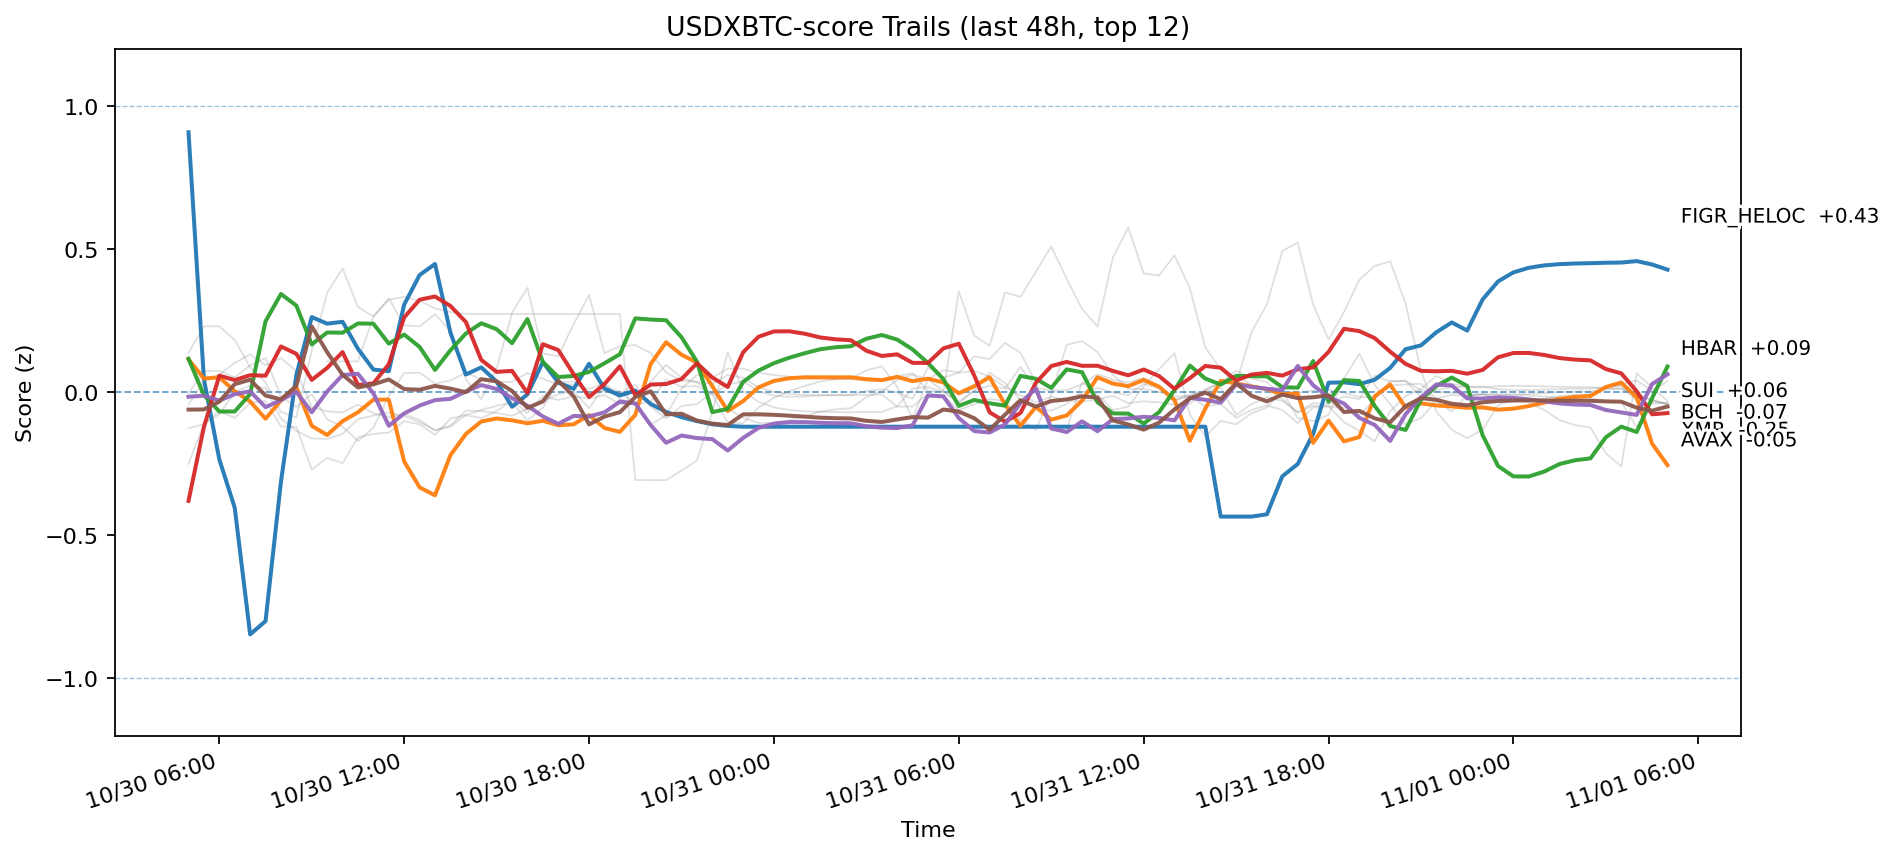 USDXBTC-score Trails (last 48h, top 12)
Score (z)
1.0
0.5
0.0
−0.5
−1.0
FIGR_HELOC +0.43
HBAR +0.09
SUI +0.06
BCH -0.07
XMR -0.25
AVAX -0.05
10/30 06:00
10/30 12:00
10/30 18:00
10/31 00:00
10/31 06:00
10/31 12:00
10/31 18:00
11/01 00:00
11/01 06:00
Time